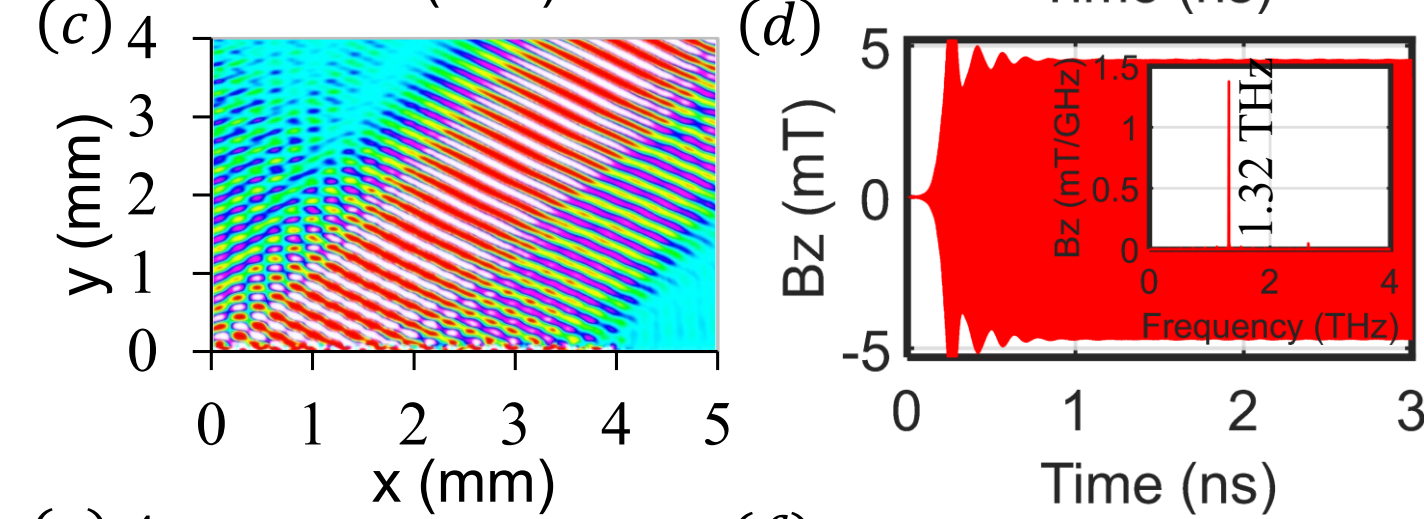 Time (ns)
(c)
4
3
2
1
0
y (mm)
0 1 2 3 4 5
x (mm)
(d)
5
0
-5
Bz (mT)
0 1 2 3
Time (ns)
1.5
1
0.5
0
Bz (mT/GHz)
1.32 THz
0 2 4
Frequency (THz)